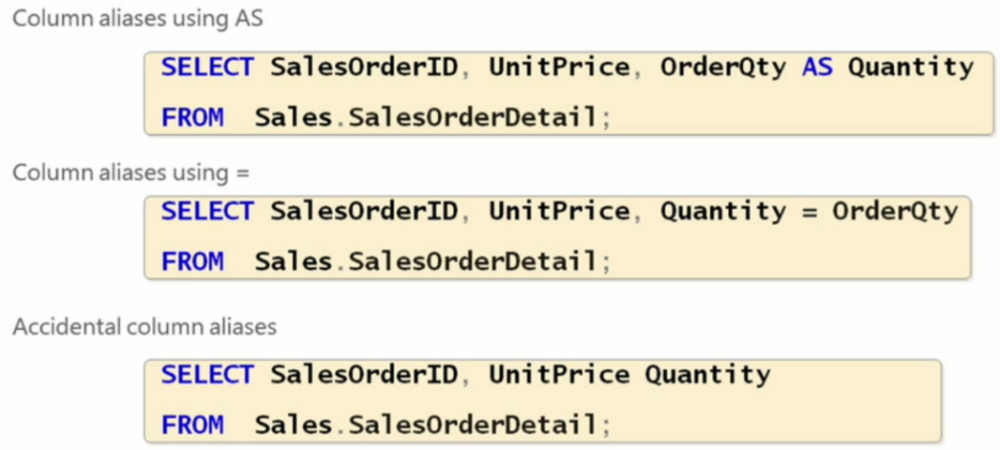 Column aliases using AS
SELECT SalesOrderID, UnitPrice, OrderQty AS Quantity
FROM Sales.SalesOrderDetail;
Column aliases using =
SELECT SalesOrderID, UnitPrice, Quantity = OrderQty
FROM Sales.SalesOrderDetail;
Accidental column aliases
SELECT SalesOrderID, UnitPrice Quantity
FROM Sales.SalesOrderDetail;